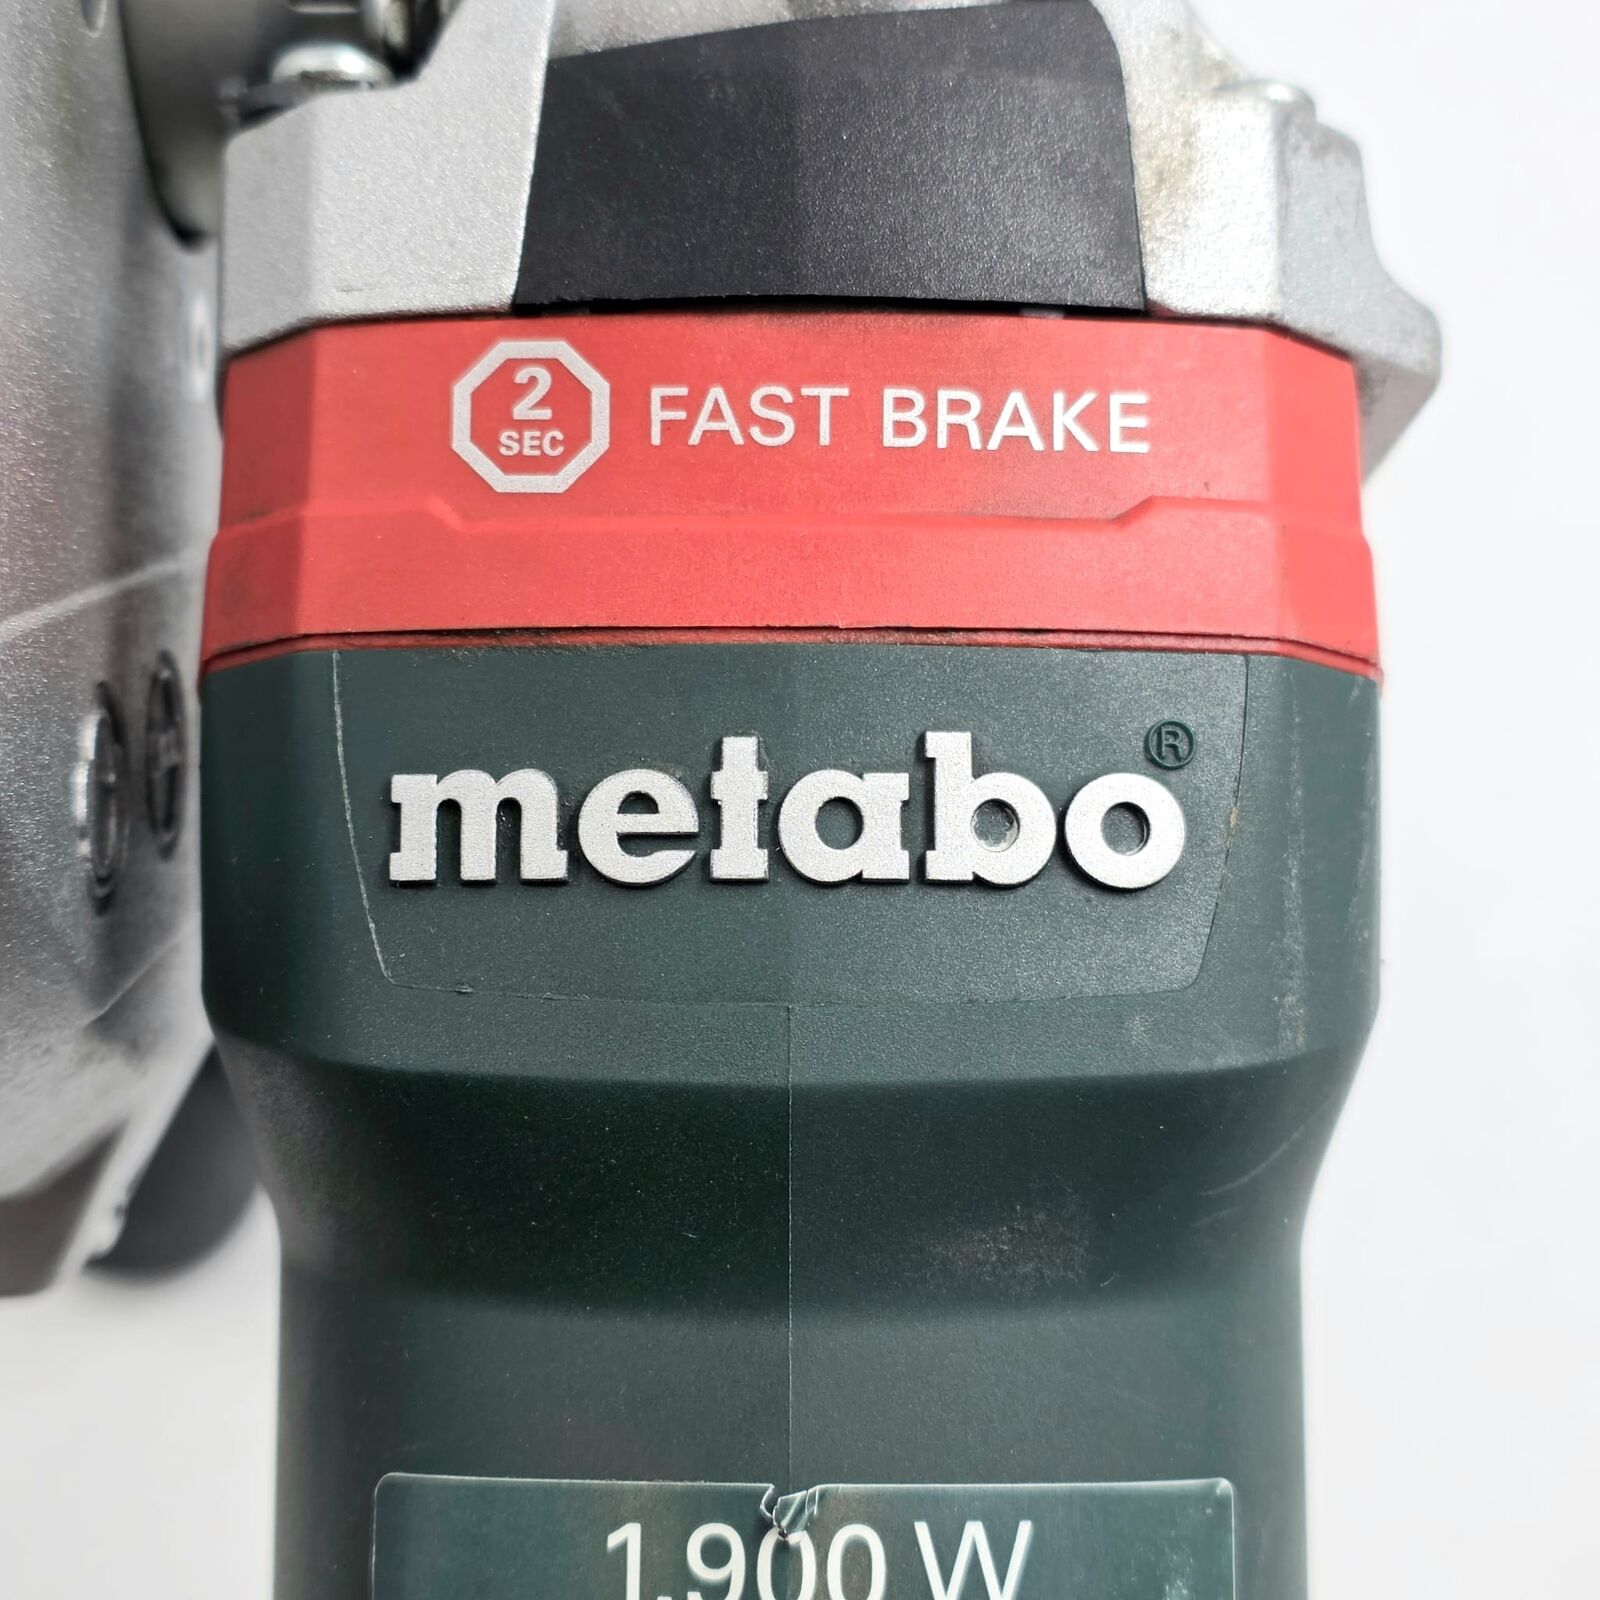 2
SEC
FAST BRAKE
metabo®
1.900 W